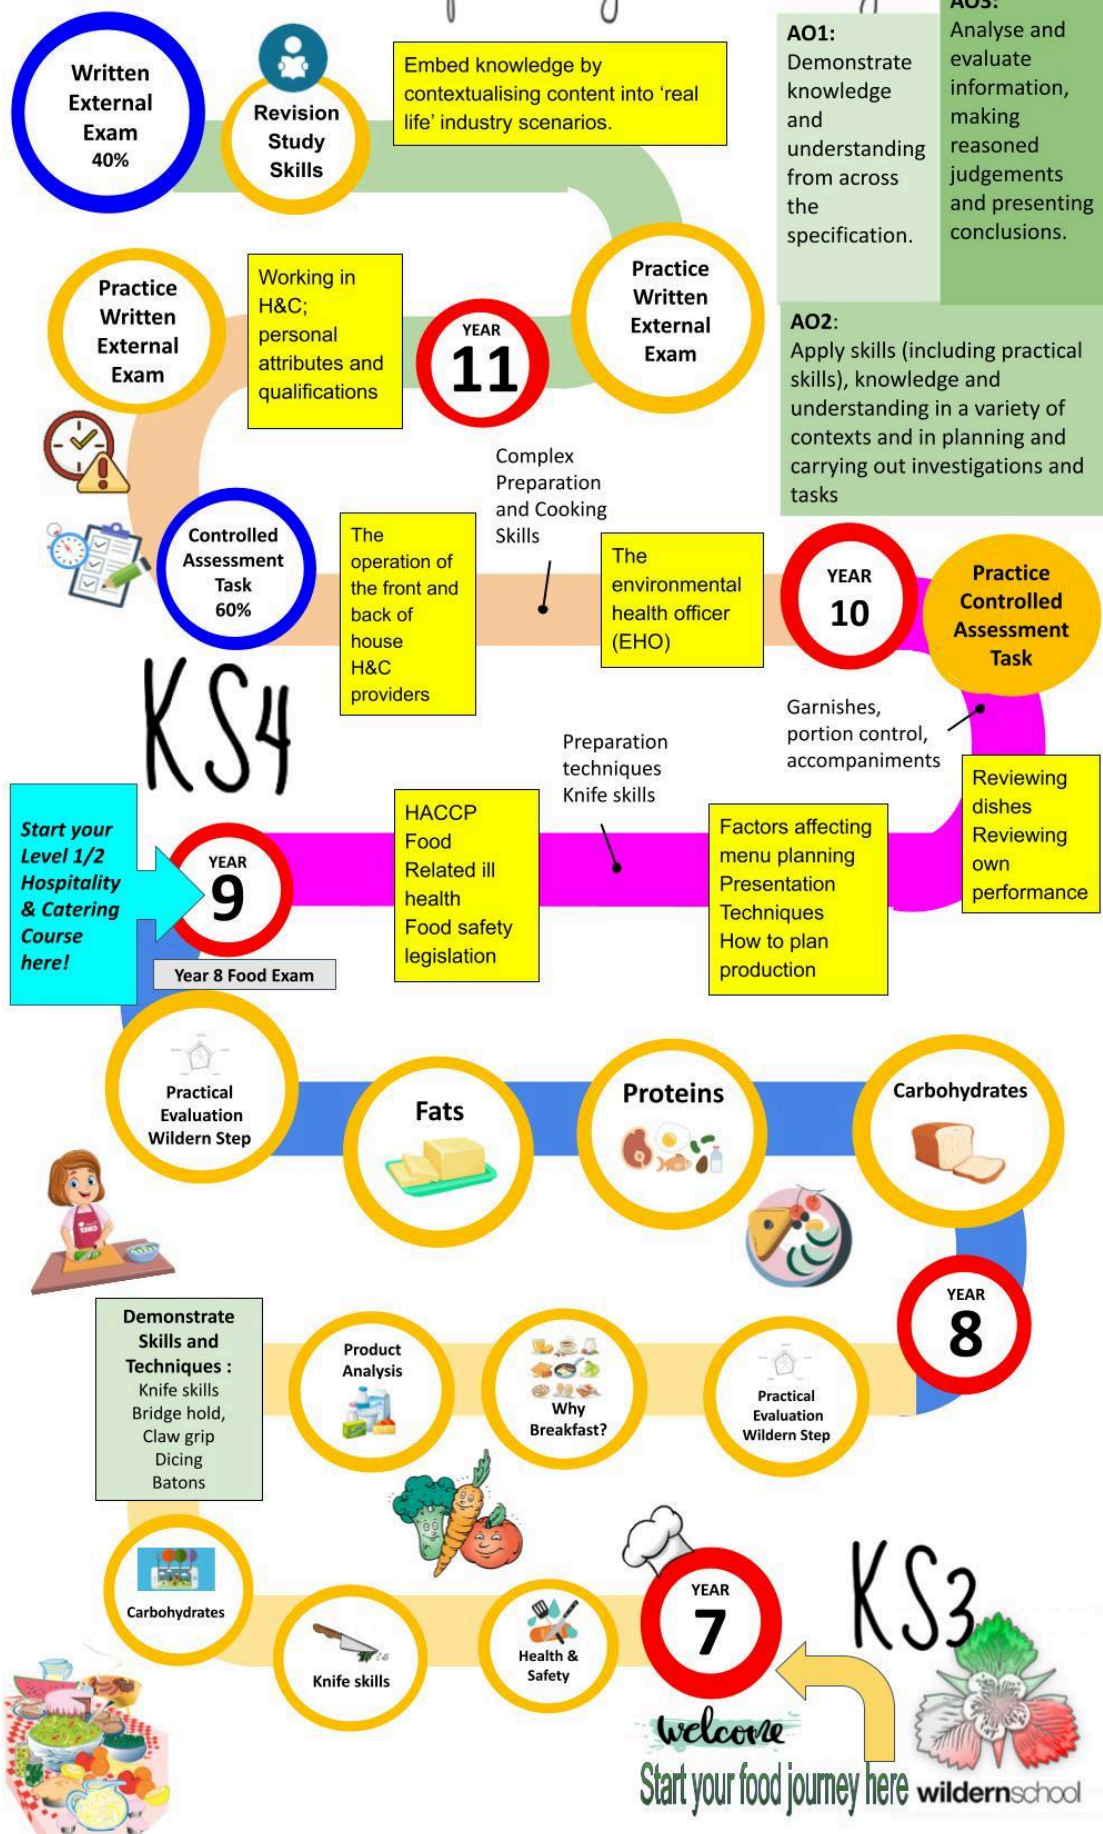 Written
External
Exam
40%
Revision
Study
Skills
Embed knowledge by
contextualising content into ‘real
life’ industry scenarios.
AO1:
Demonstrate
knowledge
and
understanding
from across
the
specification.
AO3:
Analyse and
evaluate
information,
making
reasoned
judgements
and presenting
conclusions.
Practice
Written
External
Exam
Working in
H&C;
personal
attributes and
qualifications
YEAR
11
Practice
Written
External
Exam
AO2:
Apply skills (including practical
skills), knowledge and
understanding in a variety of
contexts and in planning and
carrying out investigations and
tasks
Controlled
Assessment
Task
60%
The
operation of
the front and
back of
house
H&C
providers
Complex
Preparation
and Cooking
Skills
The
environmental
health officer
(EHO)
YEAR
10
Practice
Controlled
Assessment
Task
KS4
Garnishes,
portion control,
accompaniments
Preparation
techniques
Knife skills
Start your
Level 1/2
Hospitality
& Catering
Course
here!
YEAR
9
HACCP
Food
Related ill
health
Food safety
legislation
Factors affecting
menu planning
Presentation
Techniques
How to plan
production
Reviewing
dishes
Reviewing
own
performance
Year 8 Food Exam
Practical
Evaluation
Wildern Step
Fats
Proteins
Carbohydrates
YEAR
8
Demonstrate
Skills and
Techniques :
Knife skills
Bridge hold,
Claw grip
Dicing
Batons
Product
Analysis
Why
Breakfast?
Practical
Evaluation
Wildern Step
Carbohydrates
Knife skills
Health &
Safety
YEAR
7
KS3
welcome
Start your food journey here
wildernschool